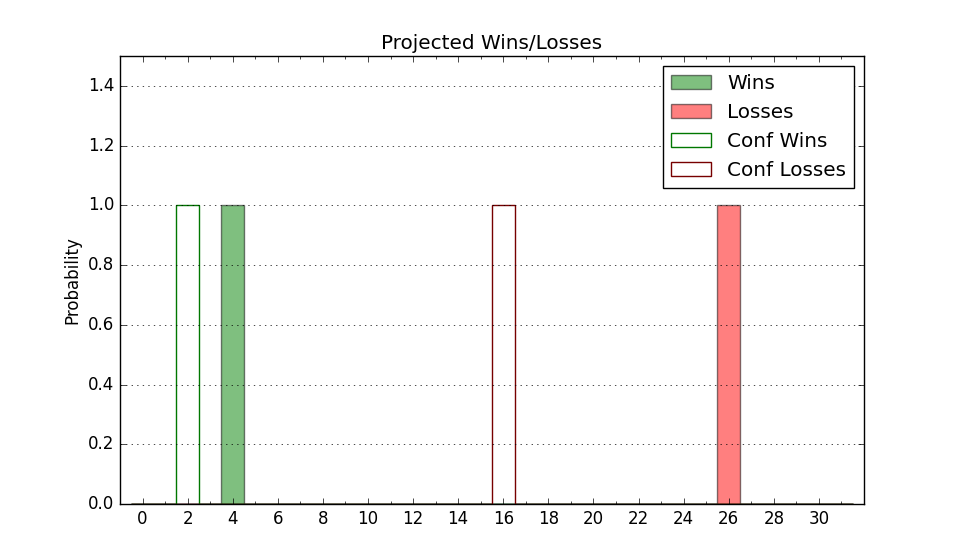 Projected Wins/Losses
1.4
1.2
1.0
0.8
0.6
0.4
0.2
0.0
Probability
Wins
Losses
Conf Wins
Conf Losses
0 2 4 6 8 10 12 14 16 18 20 22 24 26 28 30